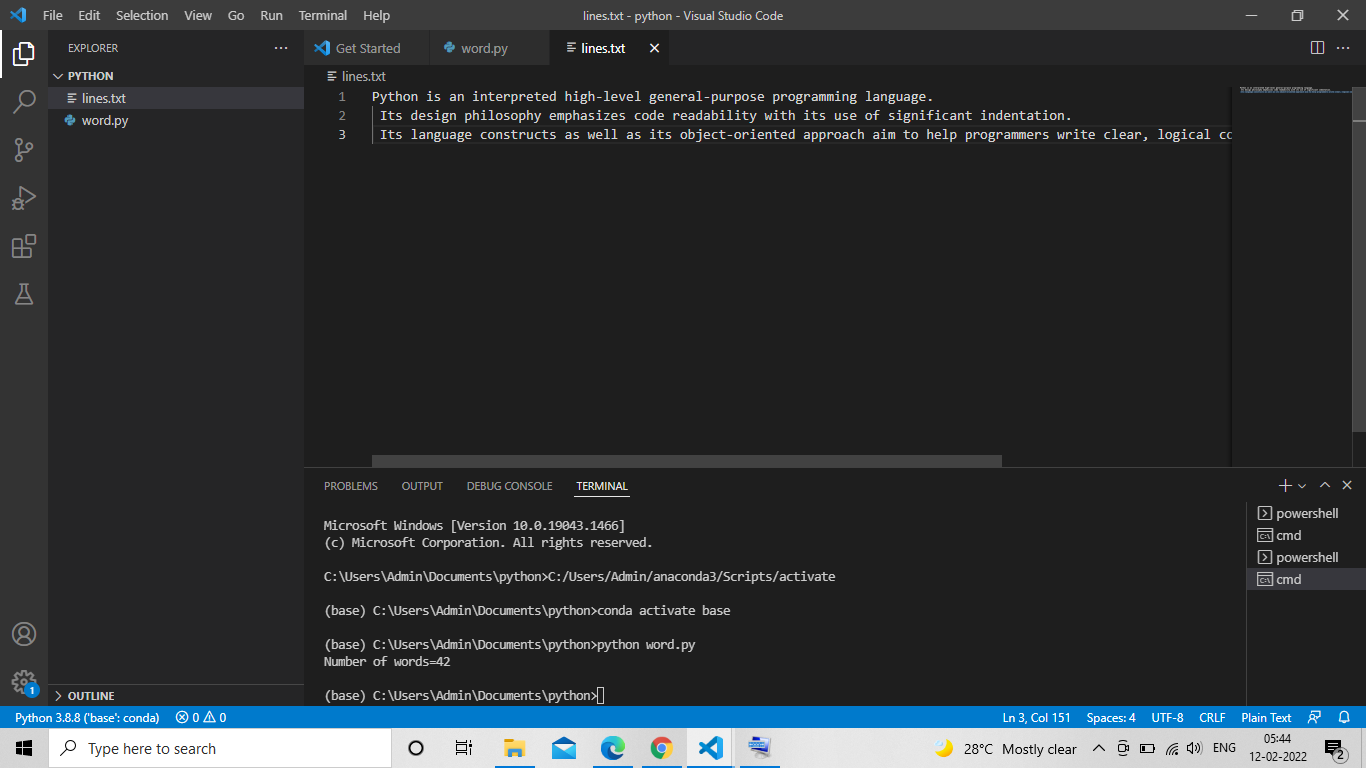 File Edit Selection View Go Run Terminal Help
lines.txt - python - Visual Studio Code
EXPLORER
PYTHON
lines.txt
word.py
OUTLINE
Get Started word.py lines.txt
lines.txt
1 Python is an interpreted high-level general-purpose programming language.
2 Its design philosophy emphasizes code readability with its use of significant indentation.
3 Its language constructs as well as its object-oriented approach aim to help programmers write clear, logical co
PROBLEMS OUTPUT DEBUG CONSOLE TERMINAL
Microsoft Windows [Version 10.0.19043.1466]
(c) Microsoft Corporation. All rights reserved.
C:\Users\Admin\Documents\python>C:/Users/Admin/anaconda3/Scripts/activate
(base) C:\Users\Admin\Documents\python>conda activate base
(base) C:\Users\Admin\Documents\python>python word.py
Number of words=42
(base) C:\Users\Admin\Documents\python>
powershell
cmd
powershell
cmd
1
Python 3.8.8 ('base': conda) 0 0 Ln 3, Col 151 Spaces: 4 UTF-8 CRLF Plain Text
Type here to search
28°C Mostly clear ENG
05:44
12-02-2022
2